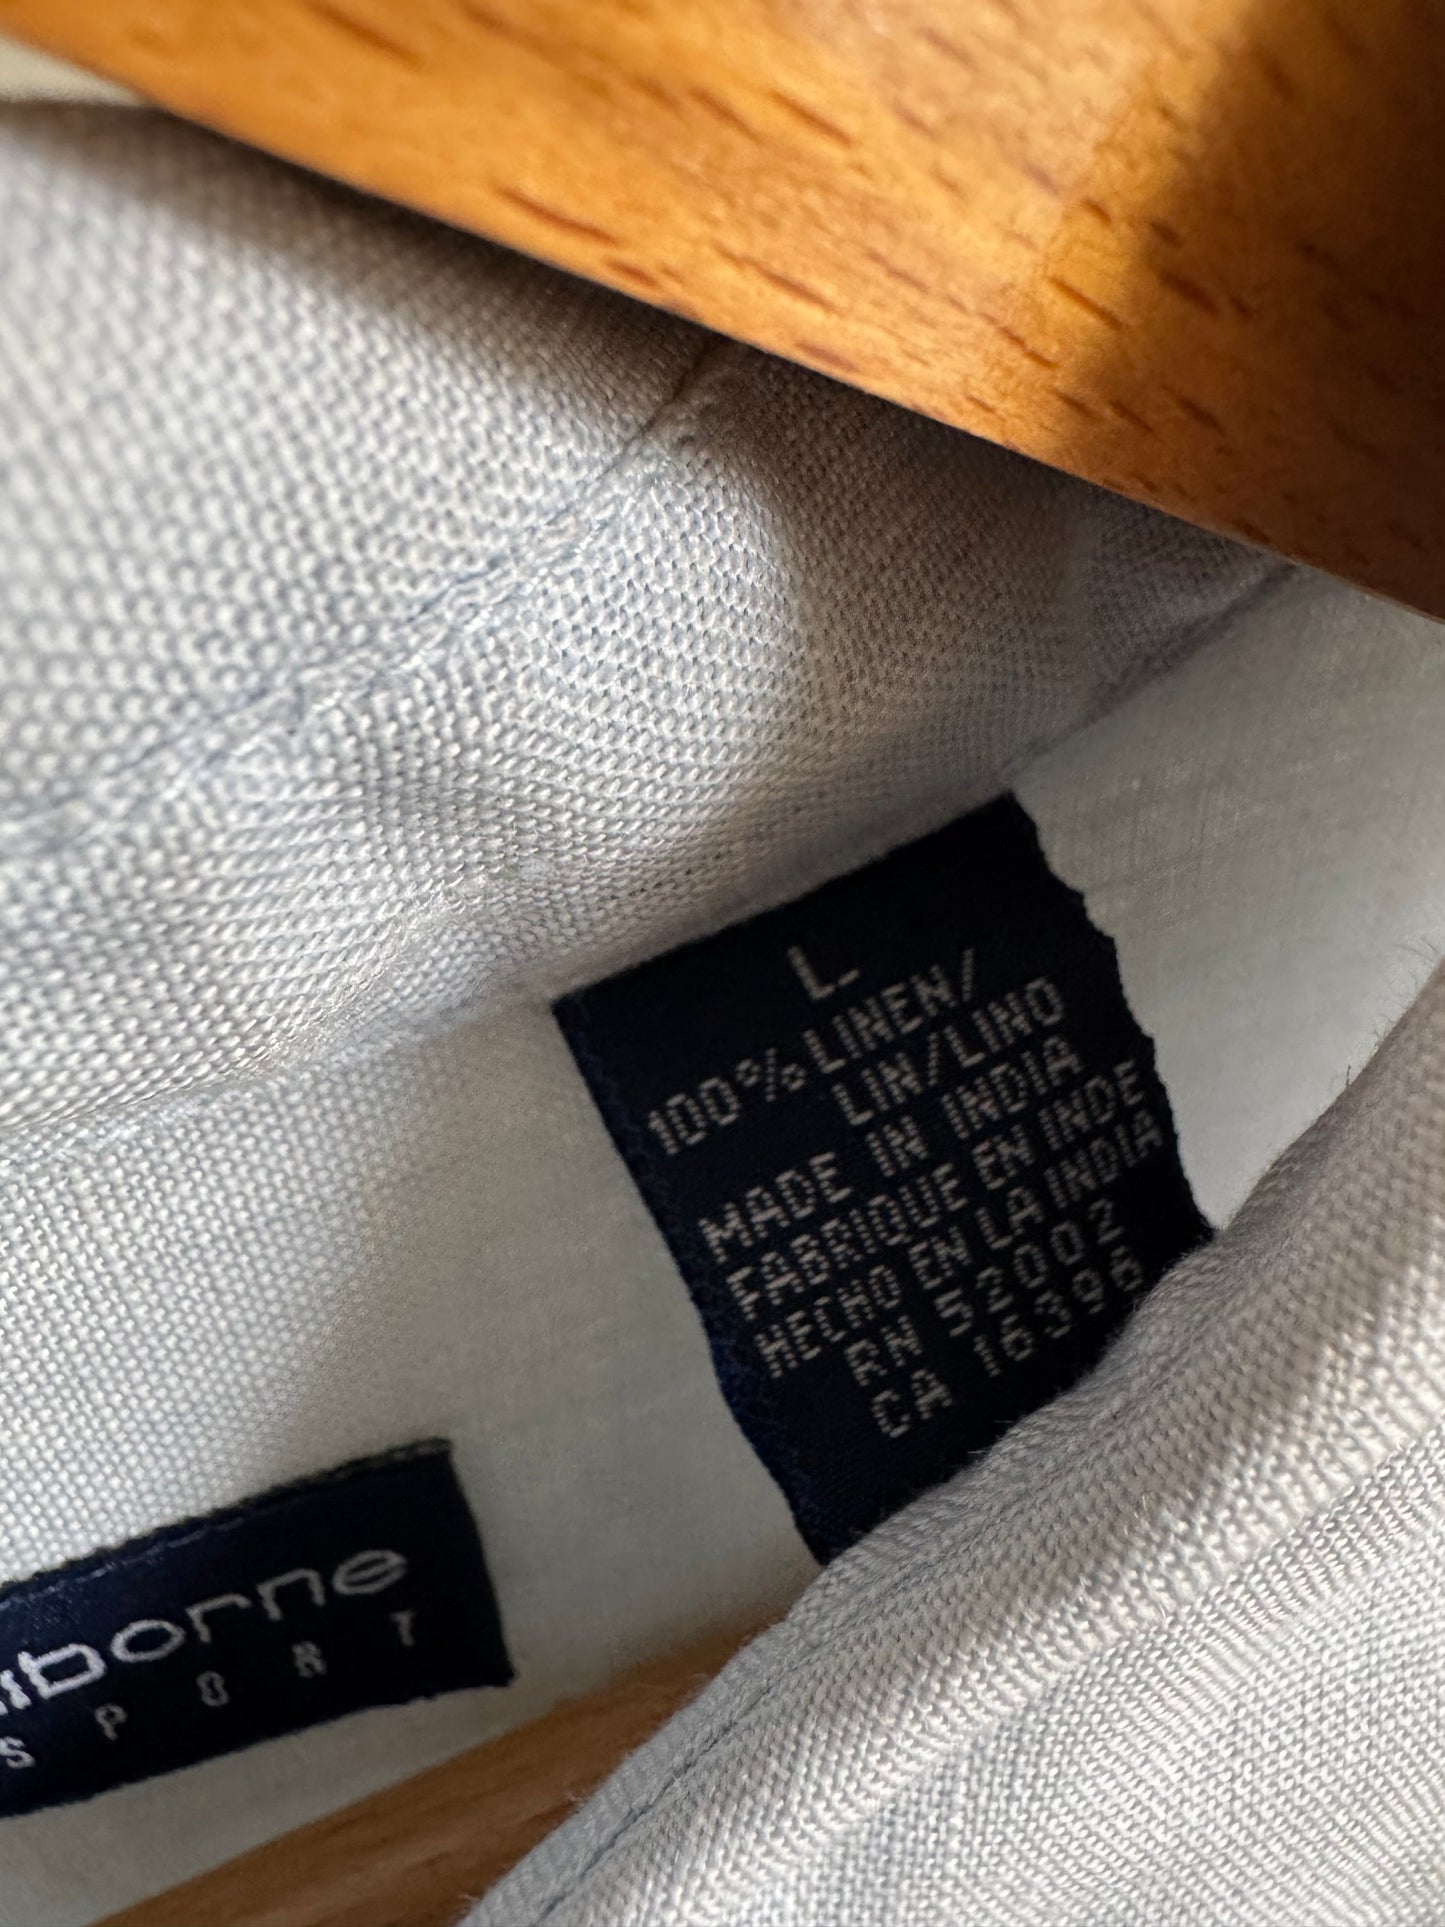 L
100% LINEN/
LIN/LINO
MADE IN INDIA
FABRIQUE EN INDE
HECHO EN LA INDIA
RN 52002
CA 16396
iborne
SPORT